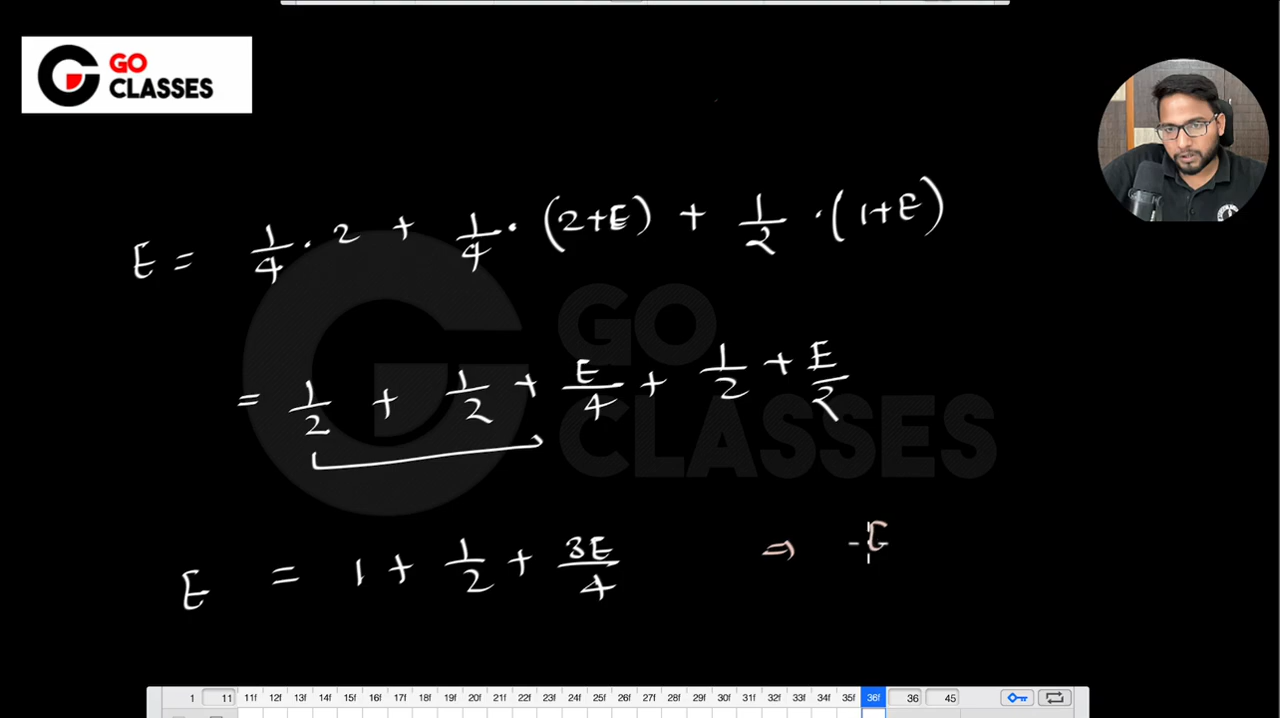 GO
CLASSES
E = 1/4 · 2 + 1/4 · (2+E) + 1/2 · (1+E)
GO
CLASSES
= 1/2 + 1/2 + E/4 + 1/2 + E/2
E = 1 + 1/2 + 3E/4 ⇒ E
1 11 11f 12f 13f 14f 15f 16f 17f 18f 19f 20f 21f 22f 23f 24f 25f 26f 27f 28f 29f 30f 31f 32f 33f 34f 35f 36f 36 45